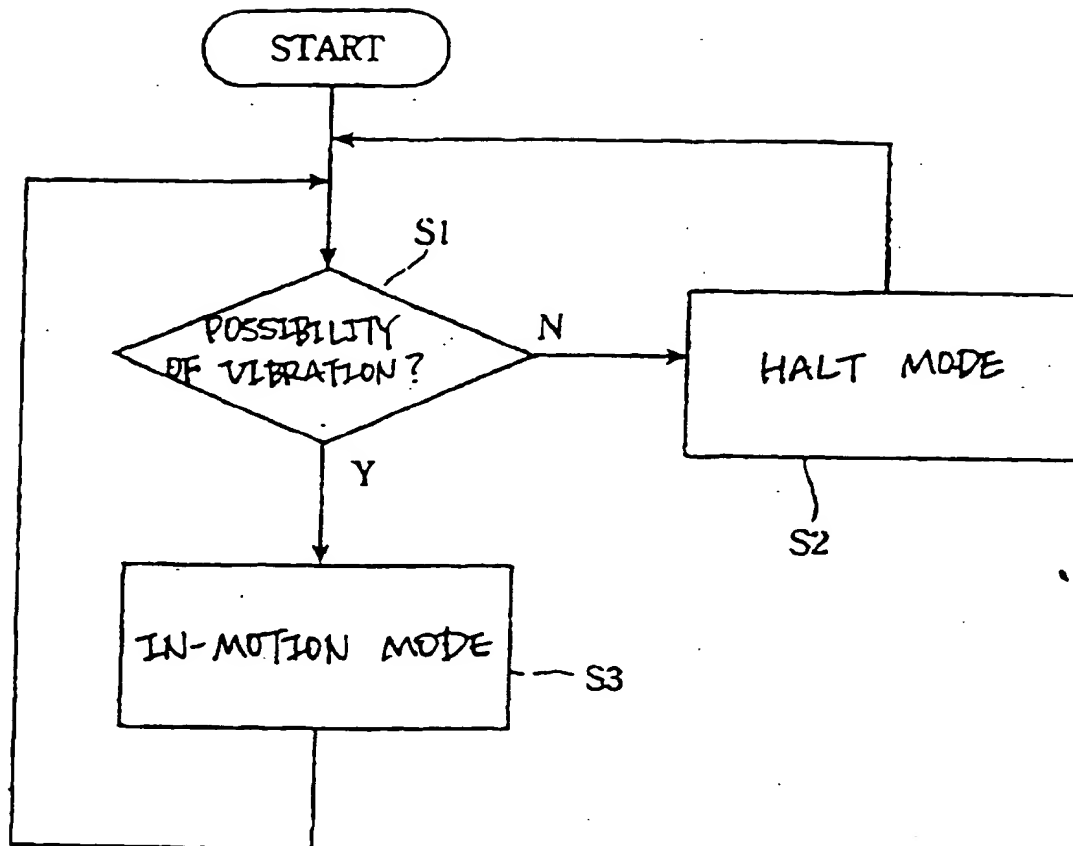 START
S1
POSSIBILITY
OF VIBRATION?
N
HALT MODE
Y
S2
IN-MOTION MODE
S3